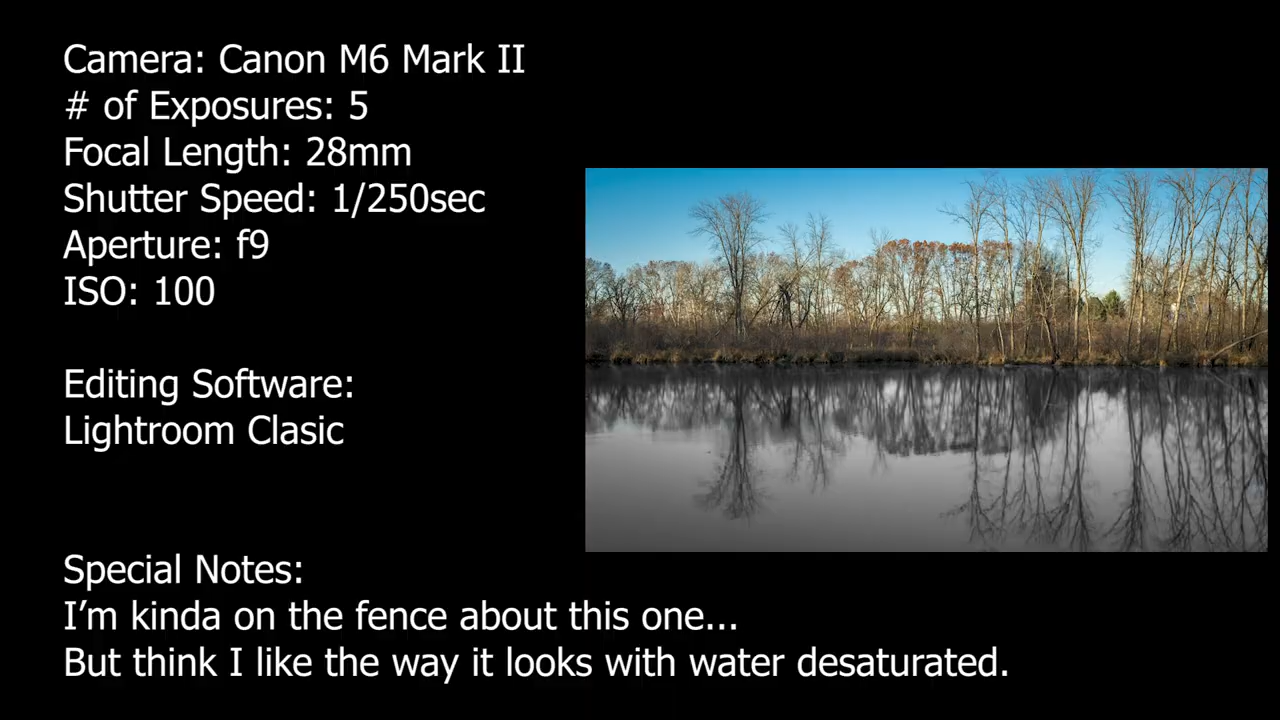 Camera: Canon M6 Mark II
# of Exposures: 5
Focal Length: 28mm
Shutter Speed: 1/250sec
Aperture: f9
ISO: 100
Editing Software:
Lightroom Clasic
Special Notes:
I’m kinda on the fence about this one...
But think I like the way it looks with water desaturated.